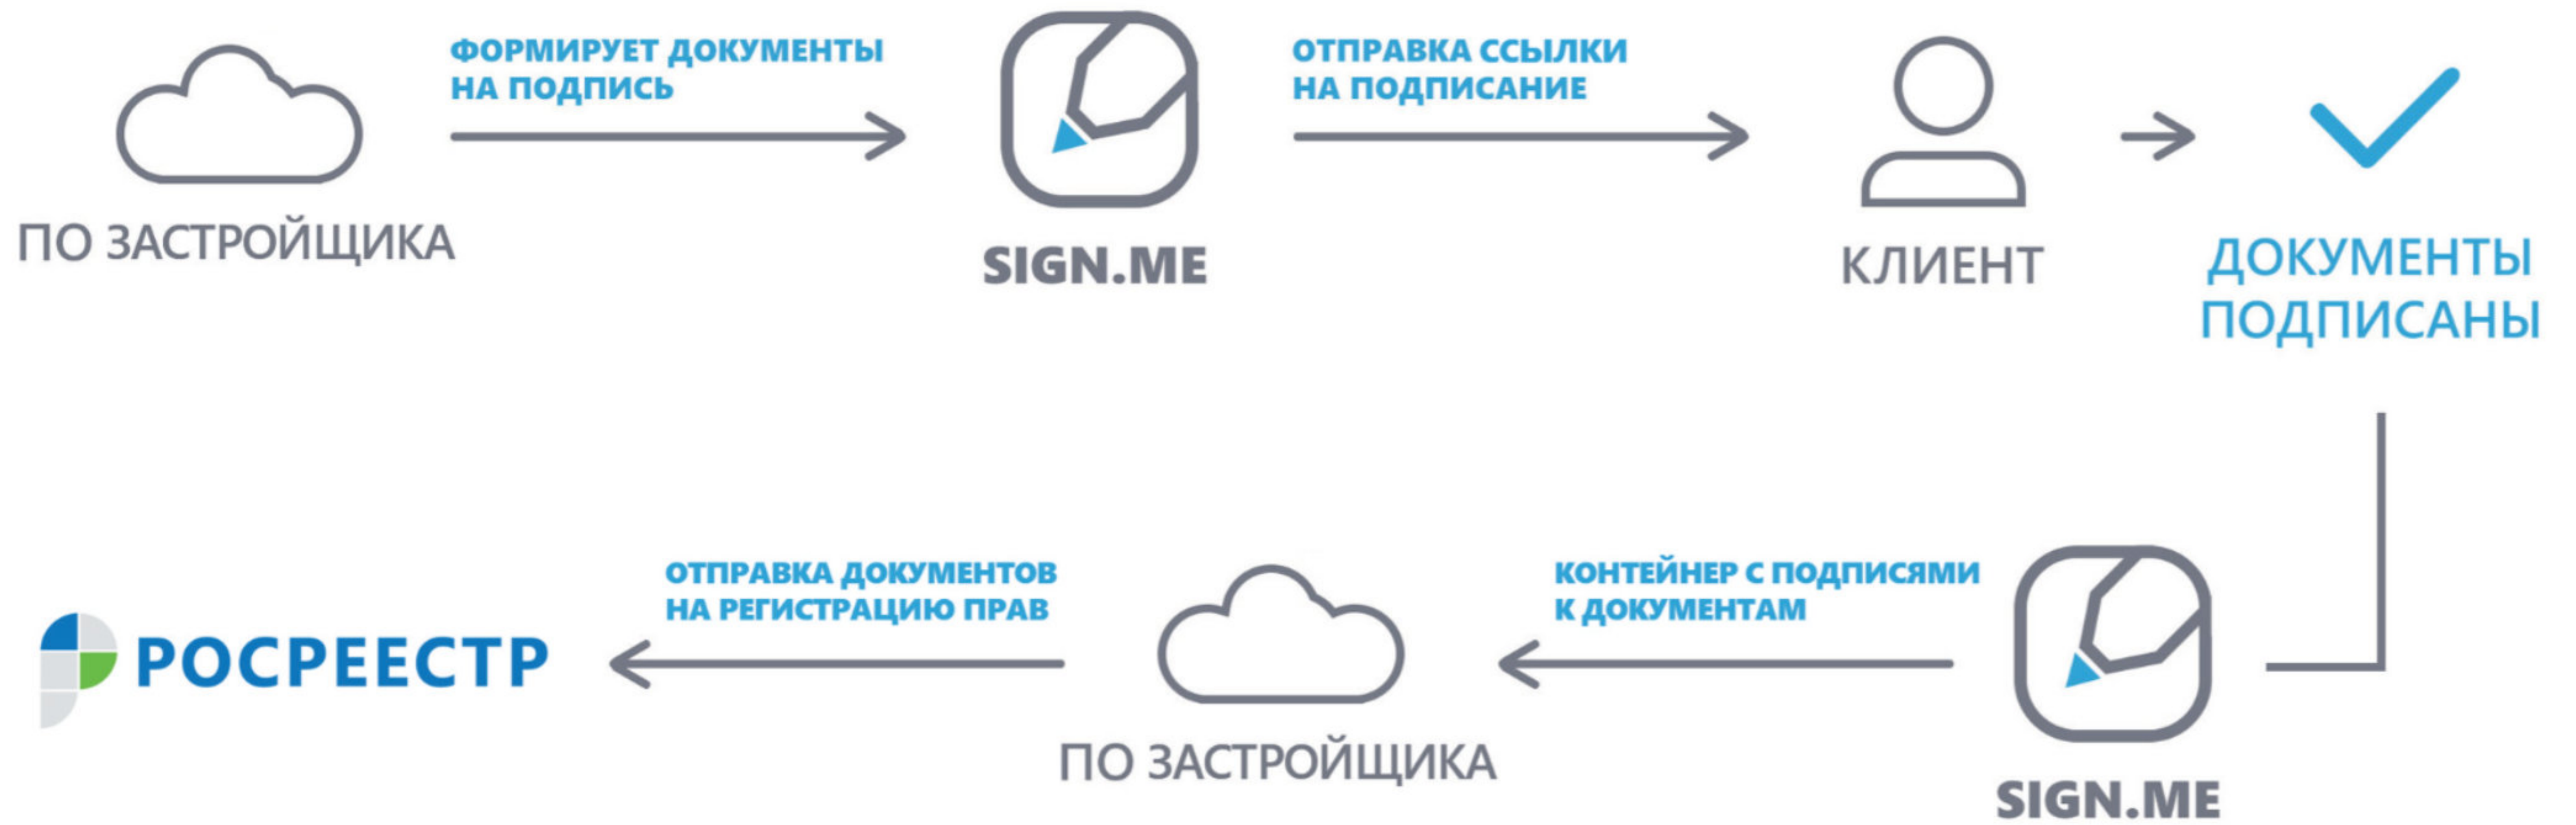 ФОРМИРУЕТ ДОКУМЕНТЫ
НА ПОДПИСЬ
ОТПРАВКА ССЫЛКИ
НА ПОДПИСАНИЕ
ПО ЗАСТРОЙЩИКА
SIGN.ME
КЛИЕНТ
ДОКУМЕНТЫ
ПОДПИСАНЫ
КОНТЕЙНЕР С ПОДПИСЯМИ
К ДОКУМЕНТАМ
ОТПРАВКА ДОКУМЕНТОВ
НА РЕГИСТРАЦИЮ ПРАВ
SIGN.ME
ПО ЗАСТРОЙЩИКА
РОСРЕЕСТР